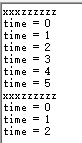 xxxzzzzzz
time = 0
time = 1
time = 2
time = 3
time = 4
time = 5
xxxzzzzzz
time = 0
time = 1
time = 2